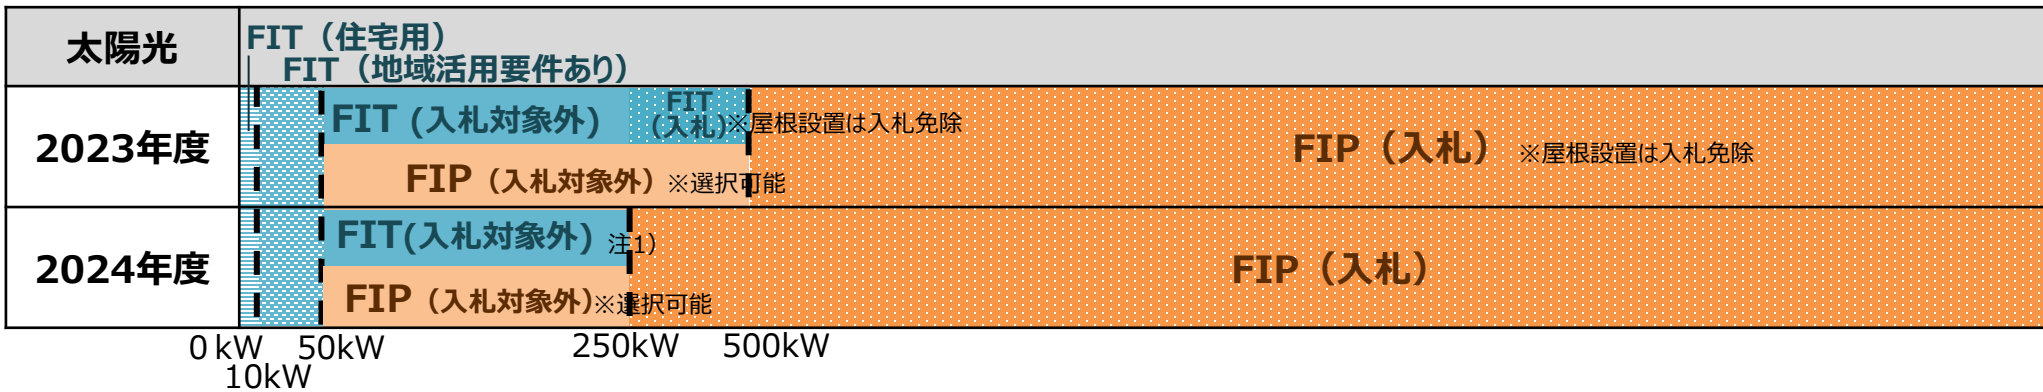 太陽光
FIT（住宅用）
FIT（地域活用要件あり）
2023年度
FIT（入札対象外）
FIT
（入札）
※屋根設置は入札免除
FIP（入札対象外）※選択可能
FIP（入札） ※屋根設置は入札免除
2024年度
FIT(入札対象外) 注1）
FIP（入札対象外）※選択可能
FIP（入札）
0 kW 50kW 250kW 500kW
10kW